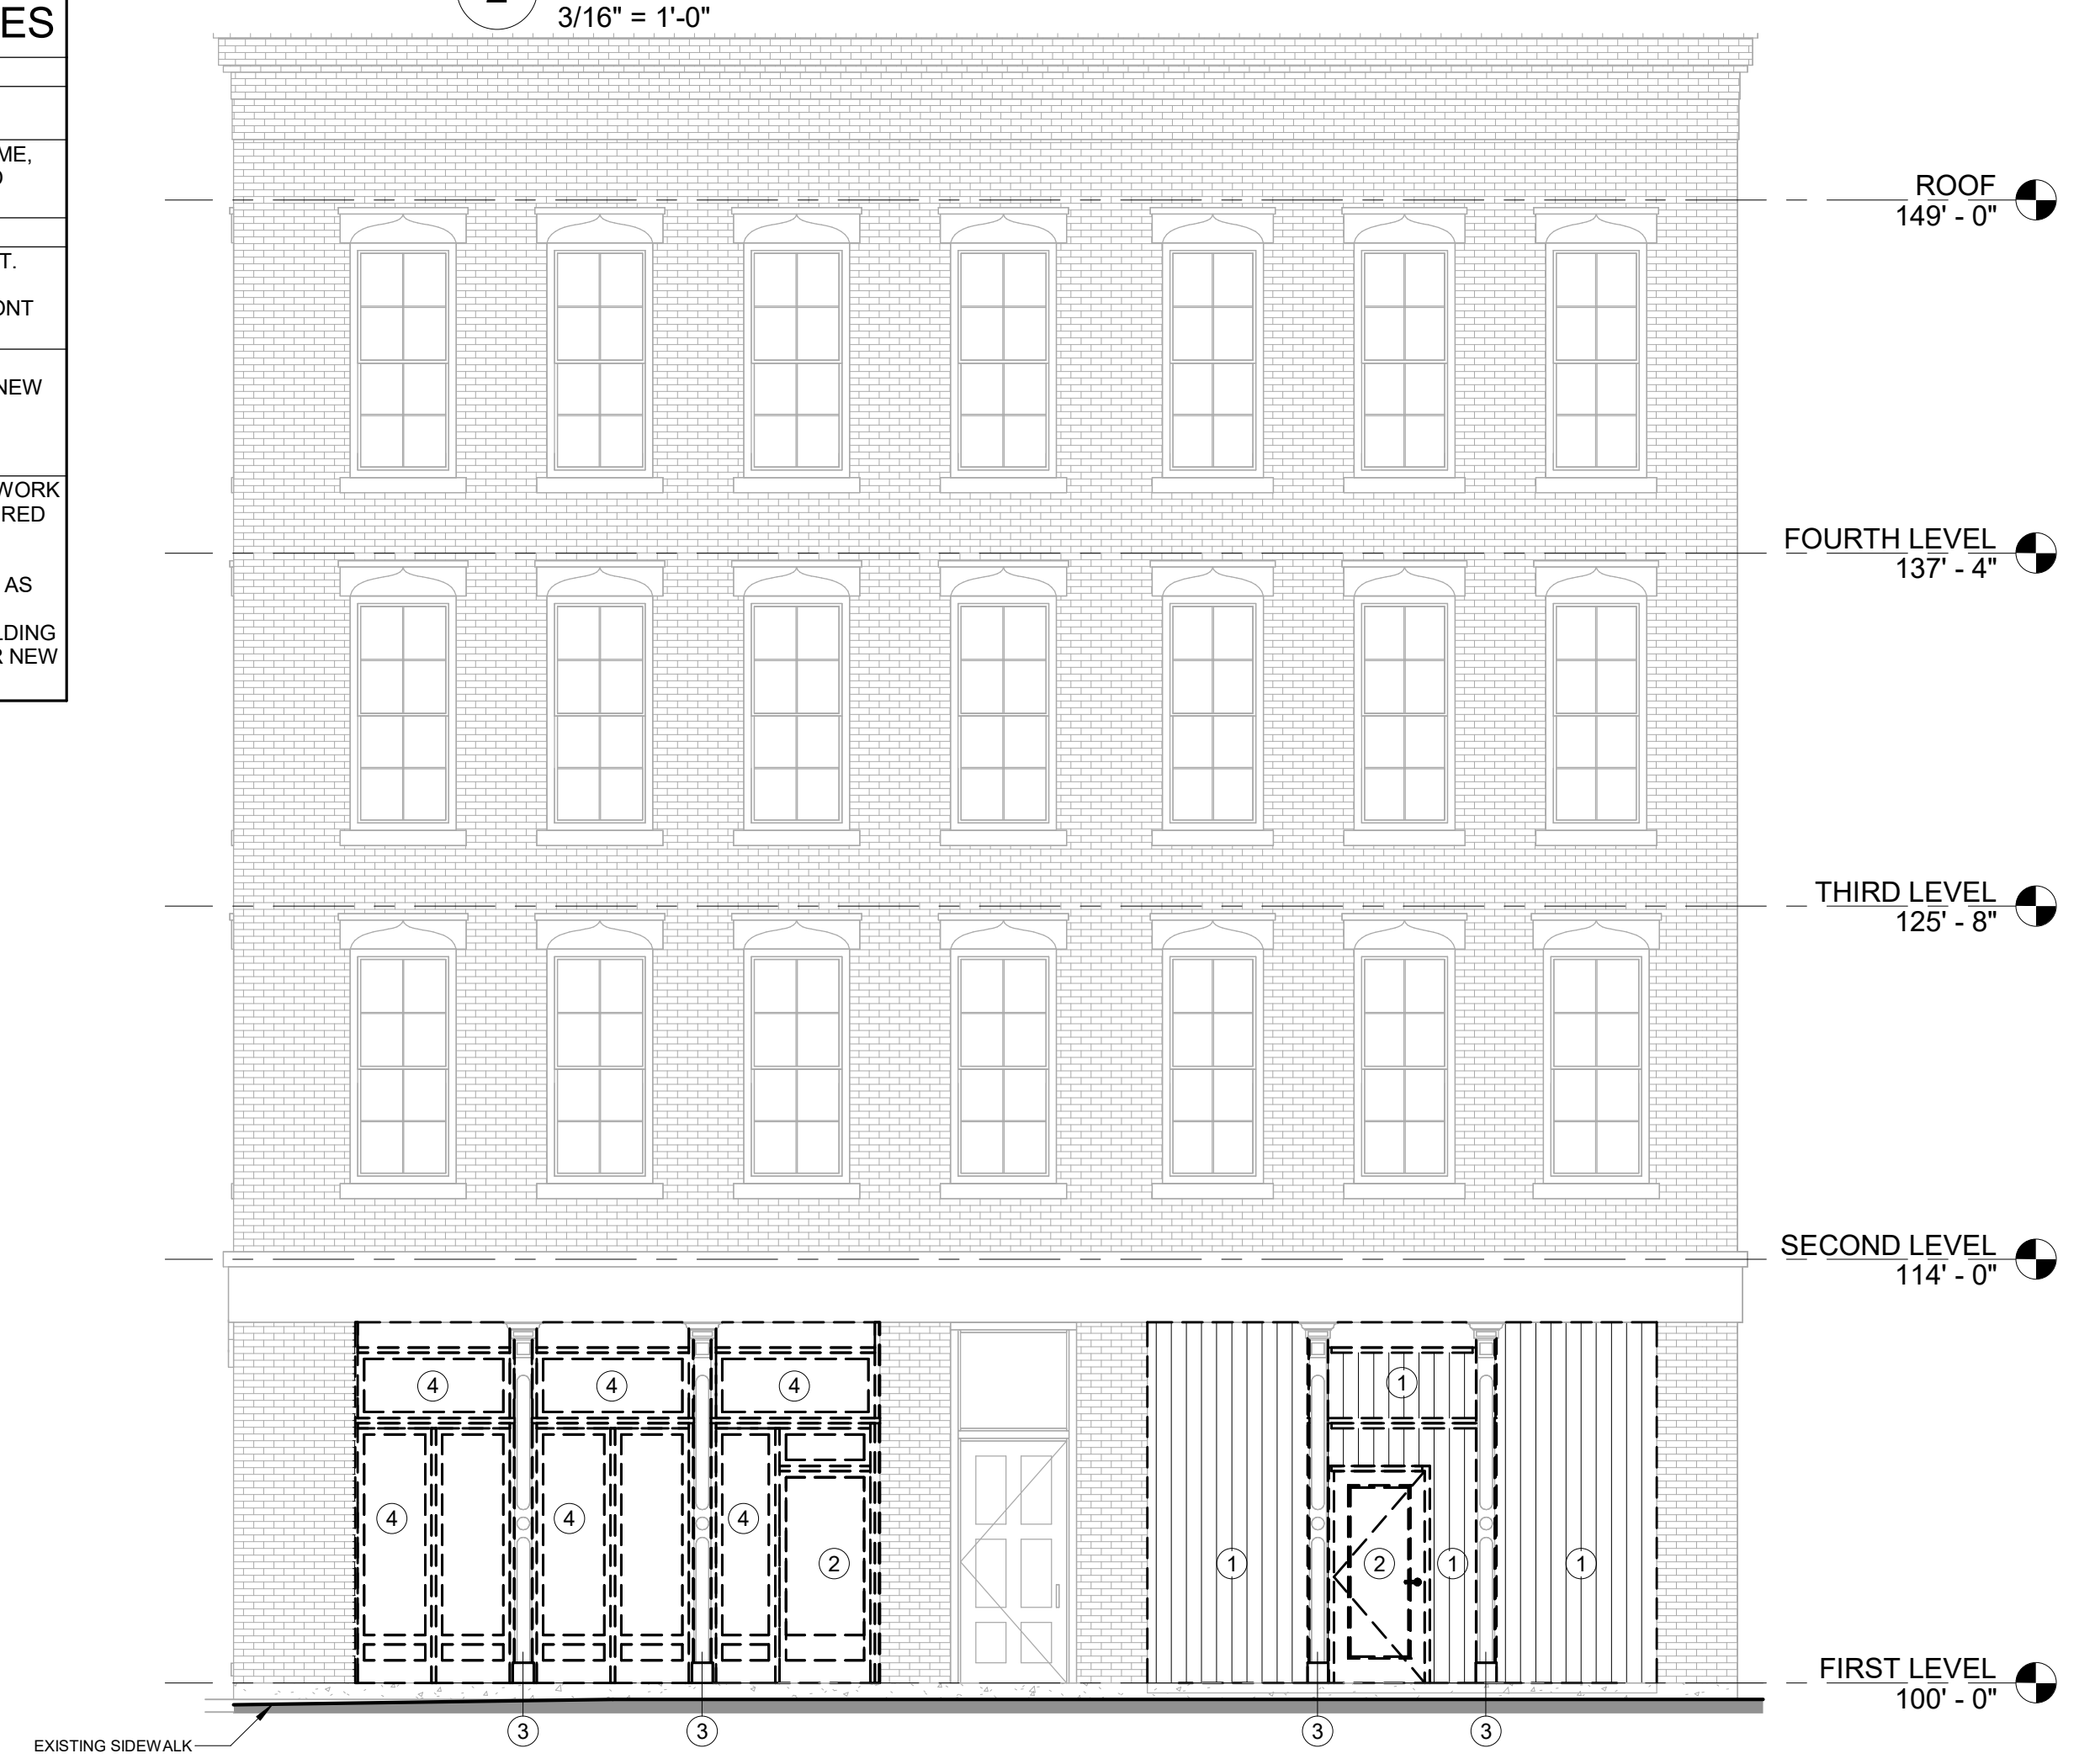 ES
3/16" = 1'-0"
ME,
T.
ONT
NEW
WORK
RED
AS
LDING
R NEW
ROOF
149' - 0"
FOURTH LEVEL
137' - 4"
THIRD LEVEL
125' - 8"
SECOND LEVEL
114' - 0"
4 4 4 1
4 4 4 2 1 2 1 1
FIRST LEVEL
100' - 0"
3 3 3 3
EXISTING SIDEWALK